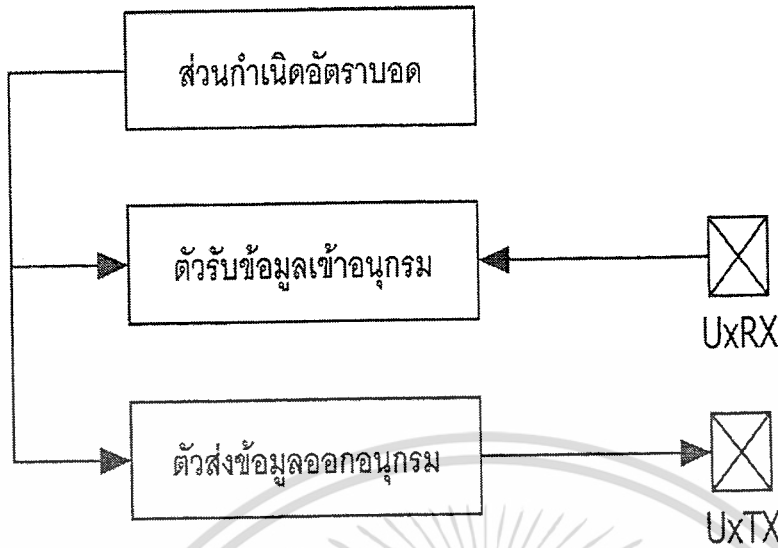 ส่วนกำเนิดอัตราบอด
ตัวรับข้อมูลเข้าอนุกรม
UxRX
ตัวส่งข้อมูลออกอนุกรม
UxTX